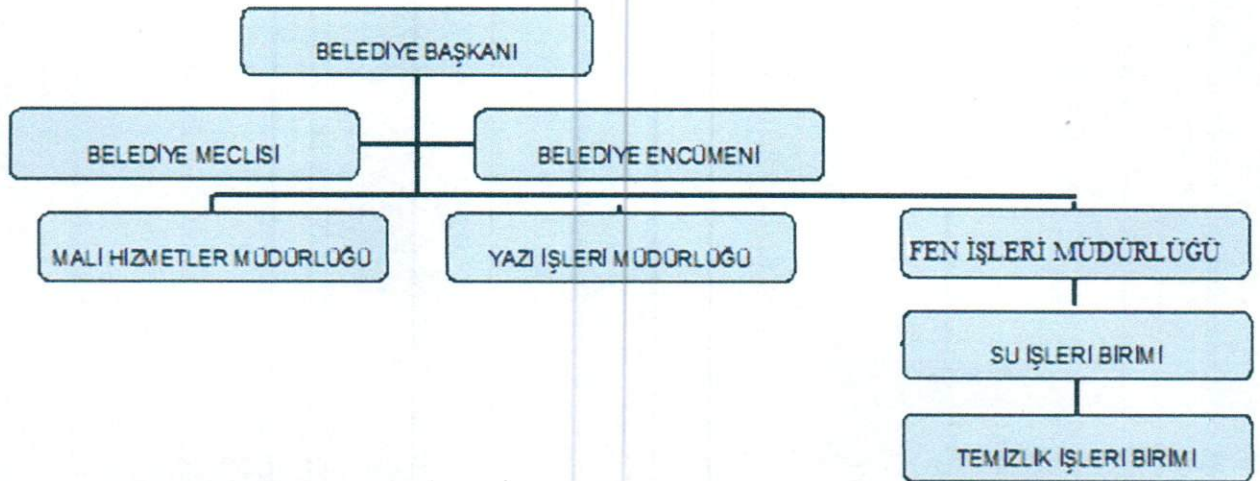 BELEDİYE BAŞKANI
BELEDİYE MECLİSİ
BELEDİYE ENCÜMENİ
MALİ HİZMETLER MÜDÜRLÜĞÜ
YAZI İŞLERİ MÜDÜRLÜĞÜ
FEN İŞLERİ MÜDÜRLÜĞÜ
SU İŞLERİ BİRİMİ
TEMİZLİK İŞLERİ BİRİMİ